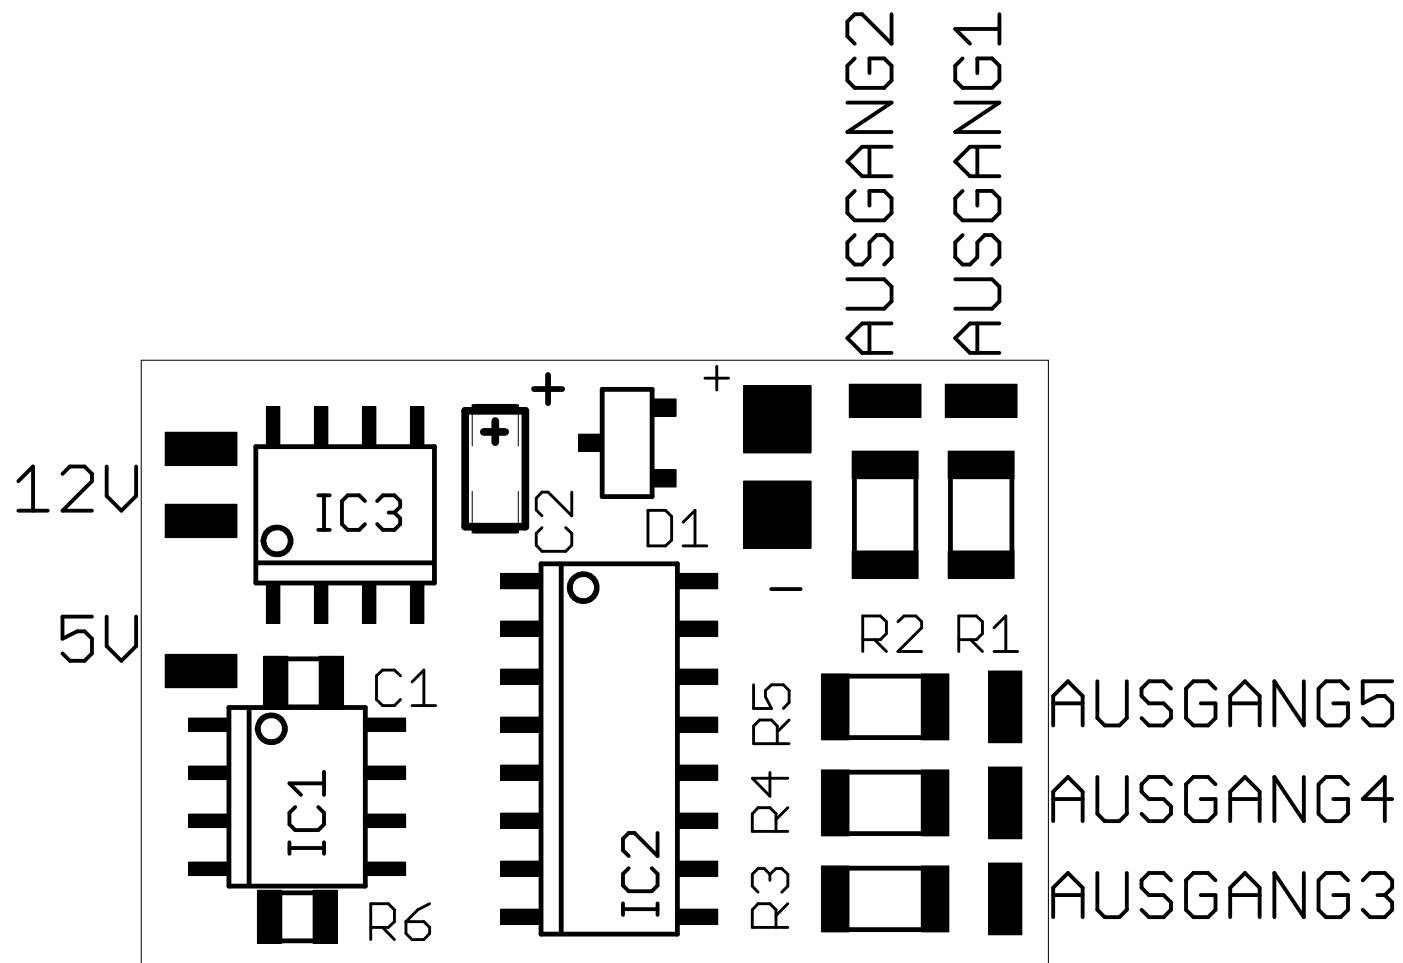 AUSGANG2
AUSGANG1
+
+
+
12V
IC3
C2
D1
-
5V
C1
R2
R1
R5
AUSGANG5
IC1
R4
AUSGANG4
IC2
R3
AUSGANG3
R6